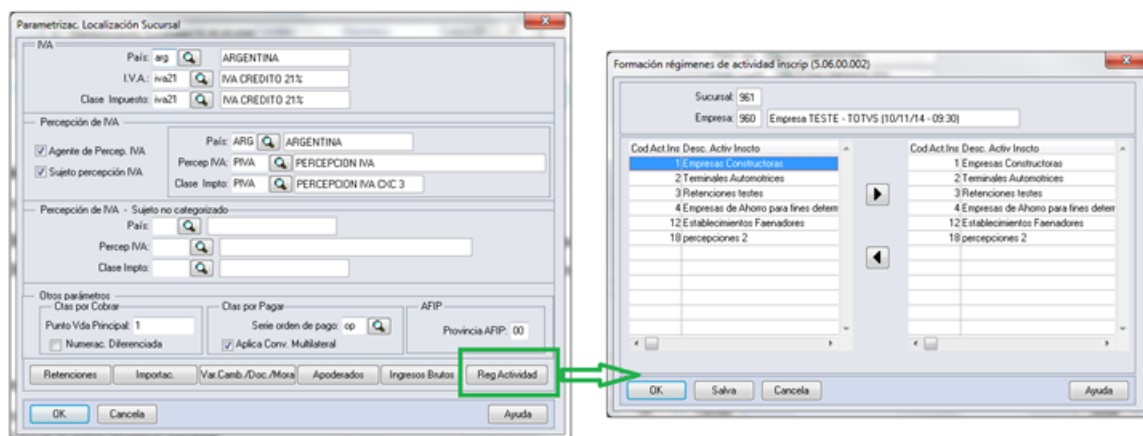 Parametrizac. Localización Sucursal
IVA
País: arg ARGENTINA
I.V.A.: iva21 IVA CREDITO 21%
Clase Impuesto: iva21 IVA CREDITO 21%
Percepción de IVA
Agente de Percep. IVA
Sujeto percepción IVA
País: ARG ARGENTINA
Percep IVA: PIVA PERCEPCION IVA
Clase Impto: PIVA PERCEPCION IVA CXC 3
Percepción de IVA - Sujeto no categorizado
País:
Percep IVA:
Clase Impto:
Otros parámetros
Ctas por Cobrar
Punto Vda Principal: 1
Numerac. Diferenciada
Ctas por Pagar
Serie orden de pago: op
Aplica Conv. Multilateral
AFIP
Provincia AFIP: 00
Retenciones Importac. Var.Camb./Doc./Mora Apoderados Ingresos Brutos Reg Actividad
OK Cancela Ayuda
Formación régimenes de actividad inscrip (5.06.00.002)
Sucursal: 961
Empresa: 960 Empresa TESTE - TOTVS (10/11/14 - 09:30)
Cod.Act.Ins Desc. Activ Inscto
1 Empresas Constructoras
2 Terminales Automotrices
3 Retenciones testes
4 Empresas de Ahorro para fines determ
12 Establecimientos Faenadores
18 percepciones 2
Cod.Act.Ins Desc. Activ Inscto
1 Empresas Constructoras
2 Terminales Automotrices
3 Retenciones testes
4 Empresas de Ahorro para fines determ
12 Establecimientos Faenadores
18 percepciones 2
OK Salva Cancela Ayuda